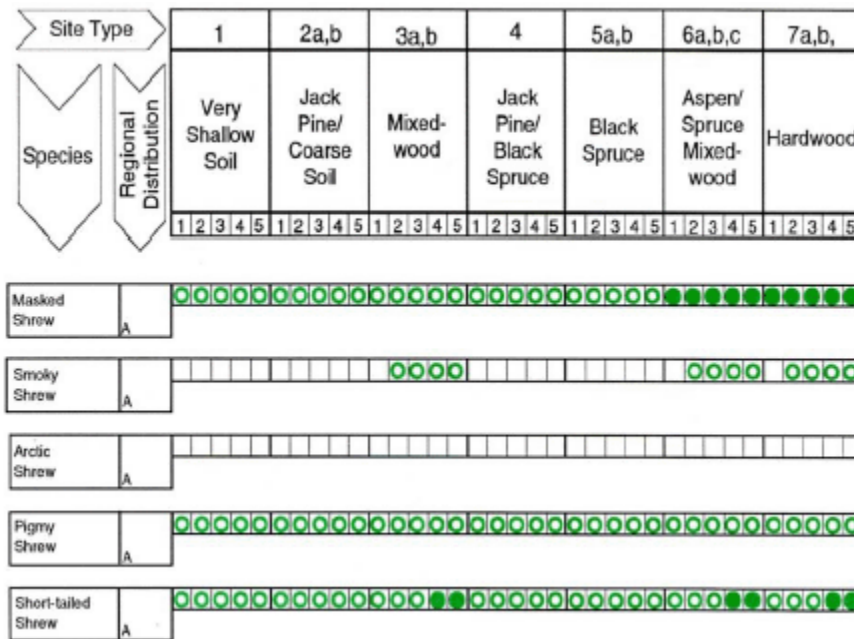 Site Type
1 2a,b 3a,b 4 5a,b 6a,b,c 7a,b,
Species
Regional
Distribution
Very
Shallow
Soil
Jack
Pine/
Coarse
Soil
Mixed-
wood
Jack
Pine/
Black
Spruce
Black
Spruce
Aspen/
Spruce
Mixed-
wood
Hardwood
1 2 3 4 5 1 2 3 4 5 1 2 3 4 5 1 2 3 4 5 1 2 3 4 5 1 2 3 4 5 1 2 3 4 5
Masked
Shrew
A
Smoky
Shrew
A
Arctic
Shrew
A
Pigmy
Shrew
A
Short-tailed
Shrew
A